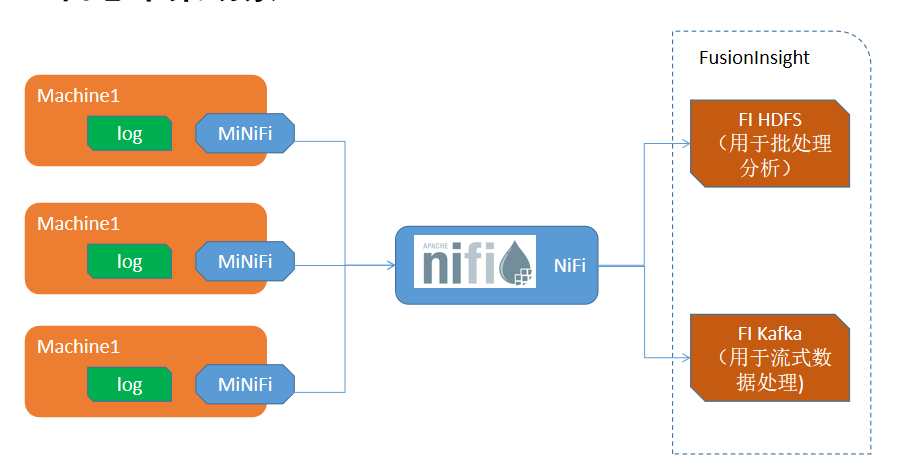 FusionInsight
Machine1
log
MiNiFi
Machine1
log
MiNiFi
Machine1
log
MiNiFi
APACHE
nifi
NiFi
FI HDFS
（用于批处理
分析）
FI Kafka
（用于流式数
据处理)